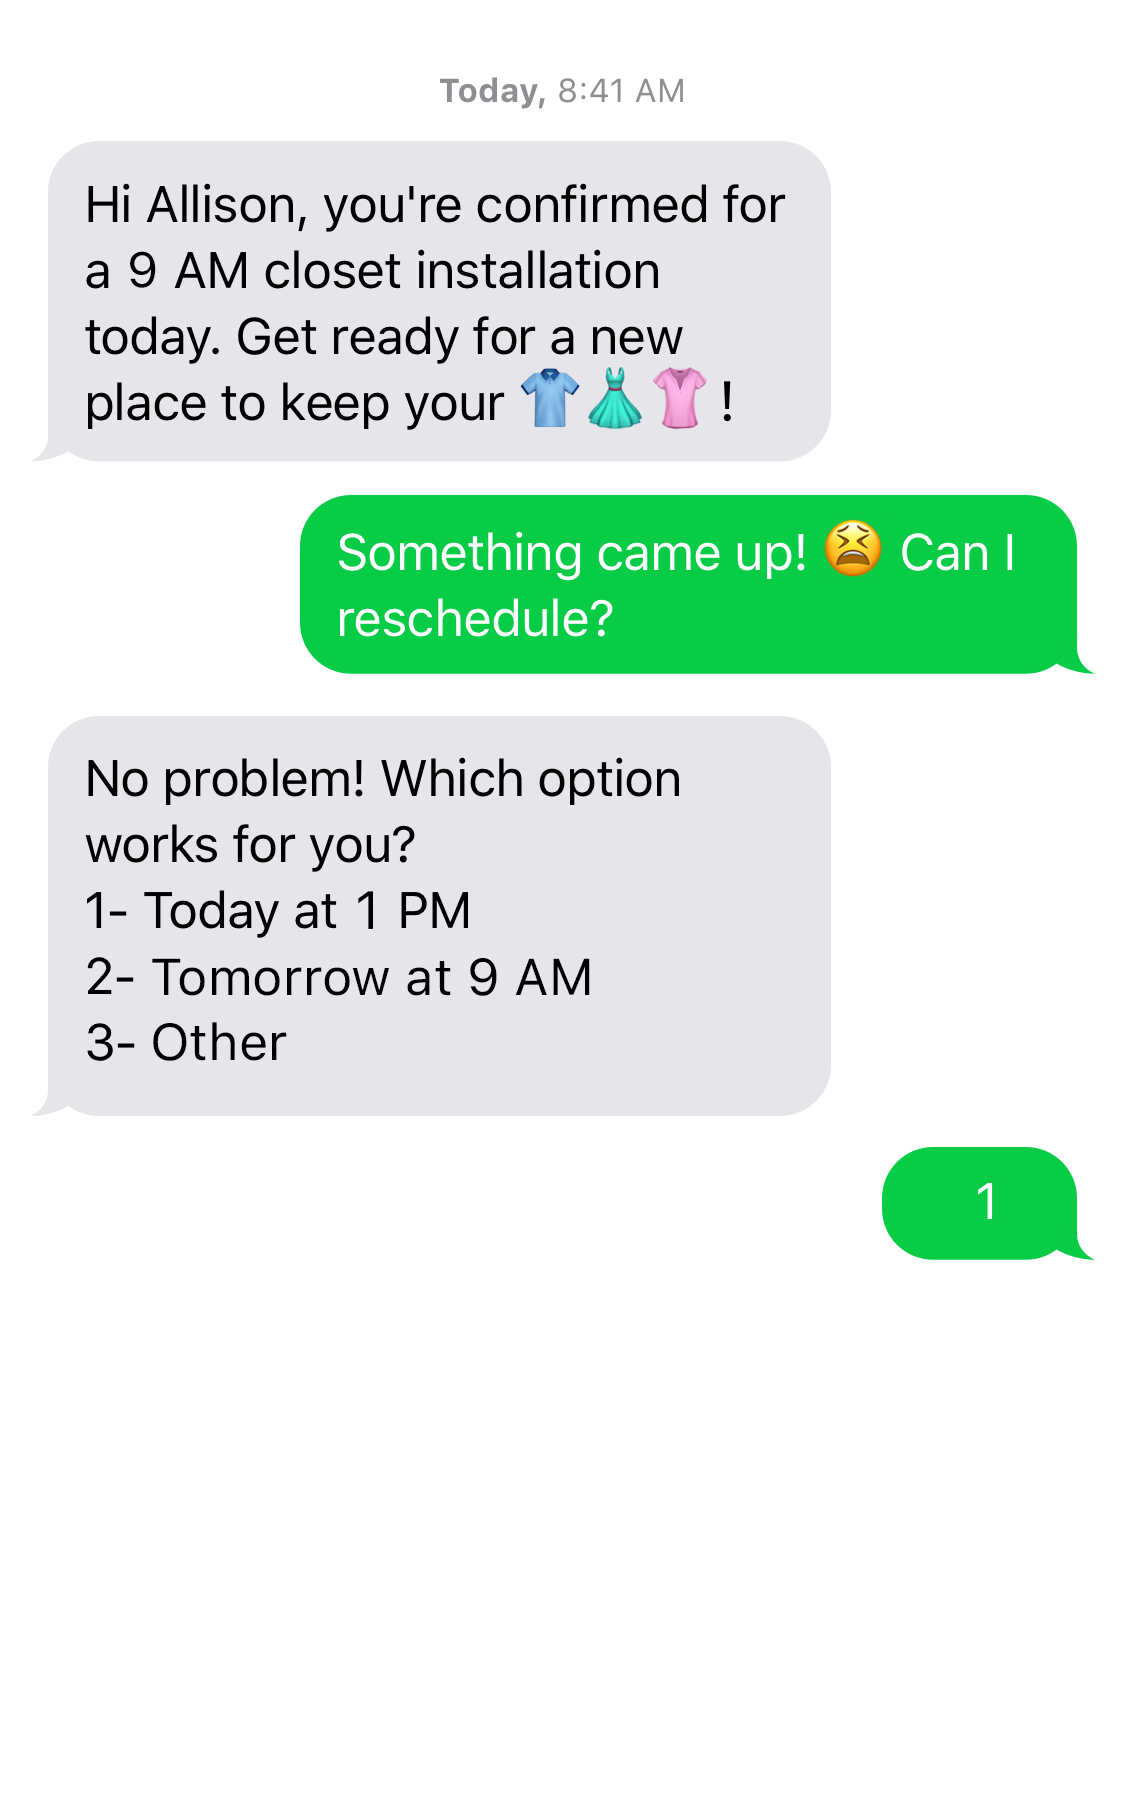 Today, 8:41 AM
Hi Allison, you're confirmed for
a 9 AM closet installation
today. Get ready for a new
place to keep your 👕👗👚 !
Something came up! 😫 Can I
reschedule?
No problem! Which option
works for you?
1- Today at 1 PM
2- Tomorrow at 9 AM
3- Other
1